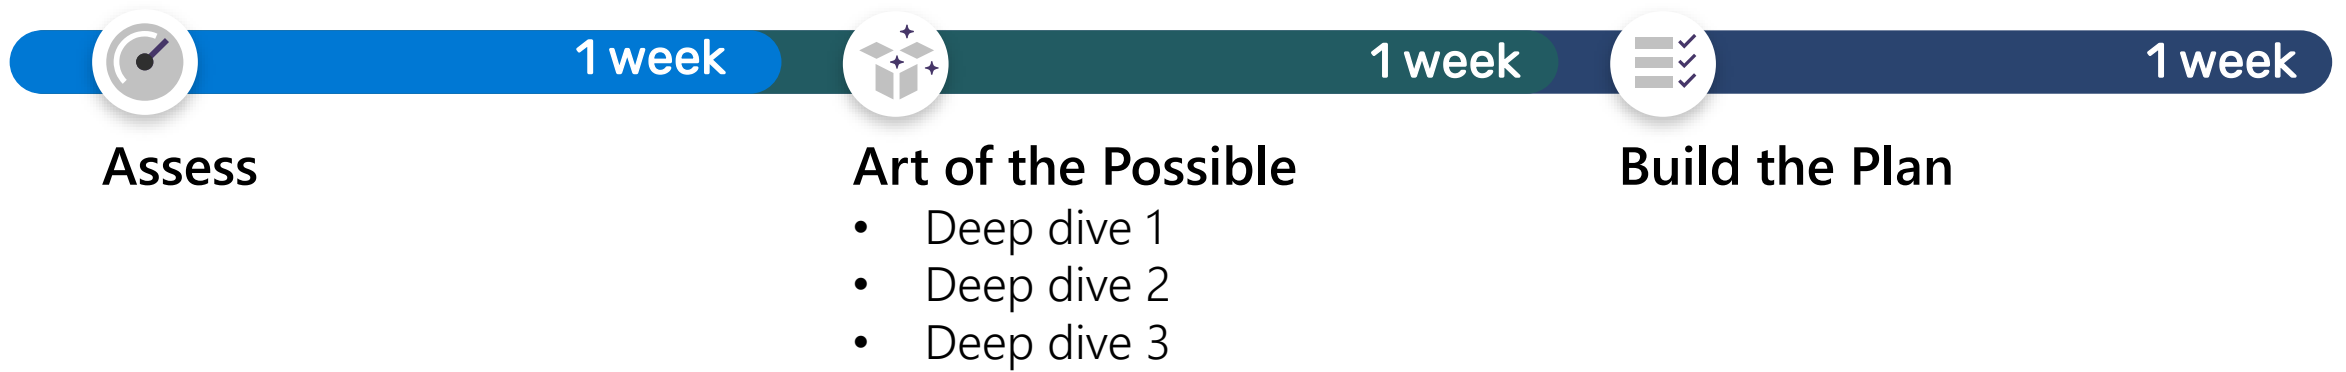 1 week 1 week 1 week
Assess
Art of the Possible
• Deep dive 1
• Deep dive 2
• Deep dive 3
Build the Plan